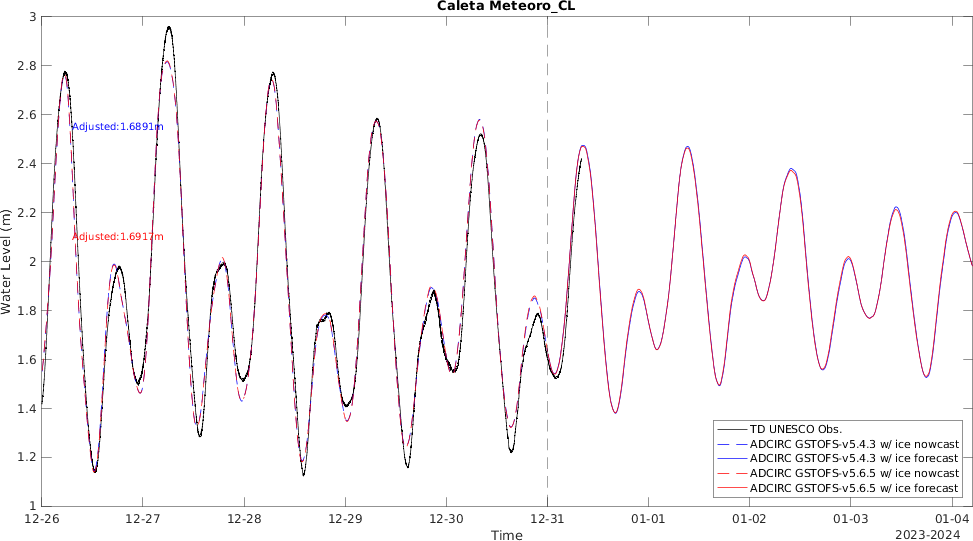 Caleta Meteoro_CL
Water Level (m)
3
2.8
2.6
2.4
2.2
2
1.8
1.6
1.4
1.2
1
Adjusted:1.6891m
Adjusted:1.6917m
TD UNESCO Obs.
ADCIRC GSTOFS-v5.4.3 w/ ice nowcast
ADCIRC GSTOFS-v5.4.3 w/ ice forecast
ADCIRC GSTOFS-v5.6.5 w/ ice nowcast
ADCIRC GSTOFS-v5.6.5 w/ ice forecast
12-26 12-27 12-28 12-29 12-30 12-31 01-01 01-02 01-03 01-04
Time
2023-2024